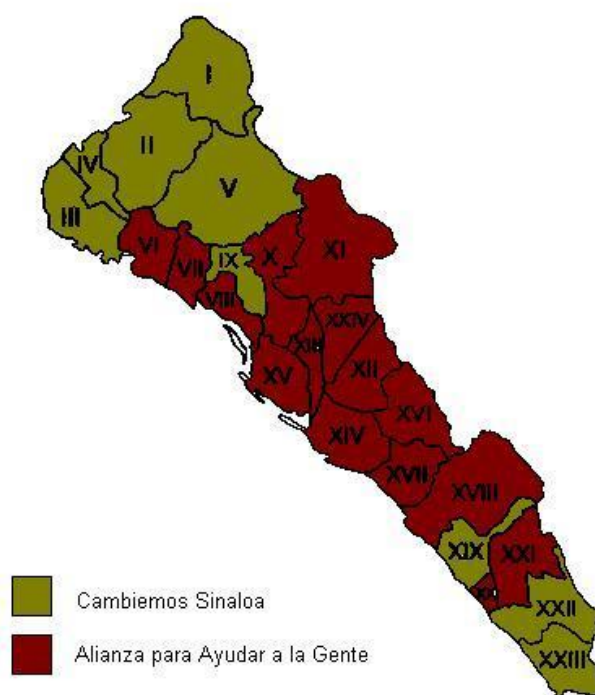 I
II
IV
V
III
VI
VII
IX
X
XI
VIII
XXIV
XIII
XV
XII
XVI
XIV
XVII
XVIII
XIX
XXI
XXII
XXIII
Cambiemos Sinaloa
Alianza para Ayudar a la Gente